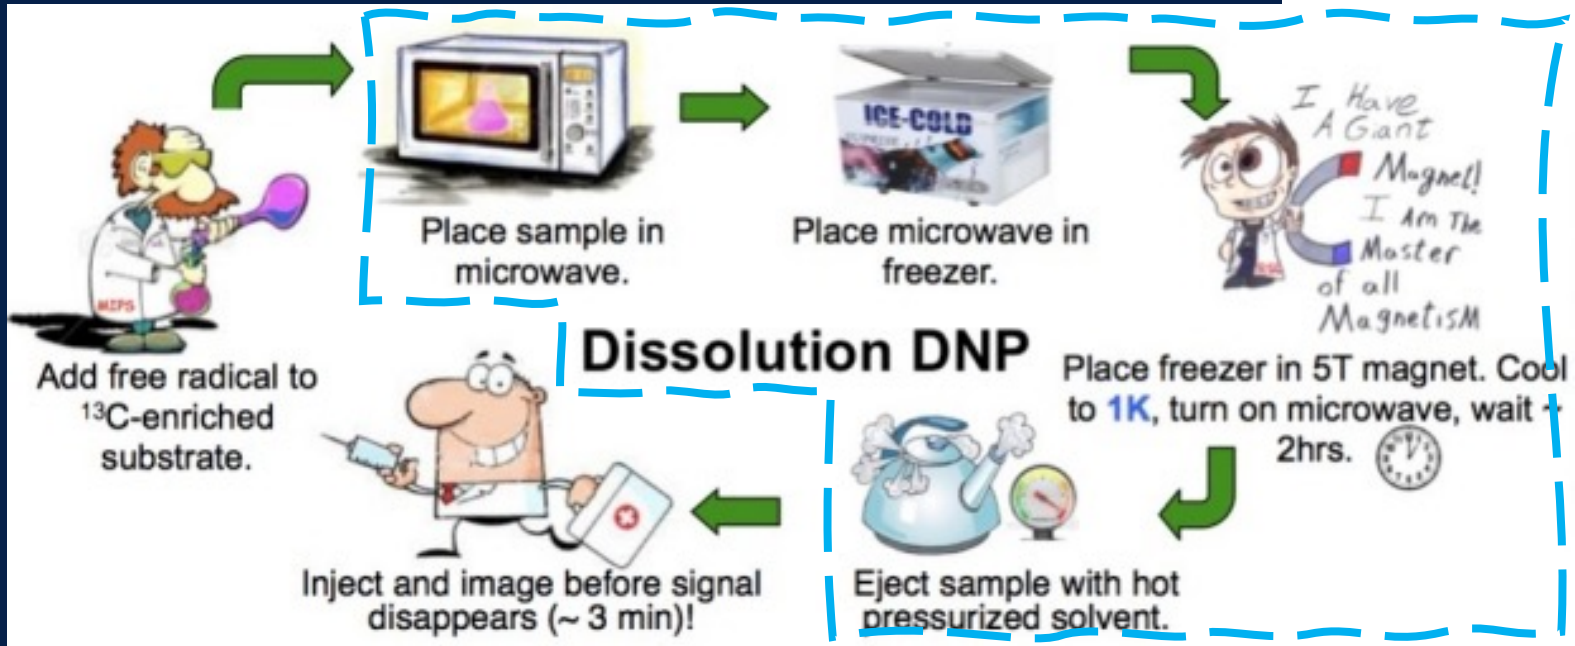 I Have
A Giant
Magnet!
I Am The
Master
of all
MagnetisM
ICE-COLD
MIPS
Place sample in
microwave.
Place microwave in
freezer.
Dissolution DNP
Add free radical to
¹³C-enriched
substrate.
Place freezer in 5T magnet. Cool
to 1K, turn on microwave, wait ~
2hrs.
Inject and image before signal
disappears (~ 3 min)!
Eject sample with hot
pressurized solvent.